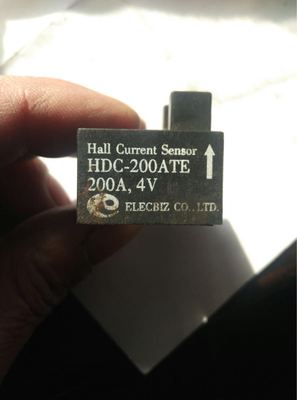 Hall Current Sensor
HDC-200ATE
200A, 4V
ELECBIZ CO., LTD.